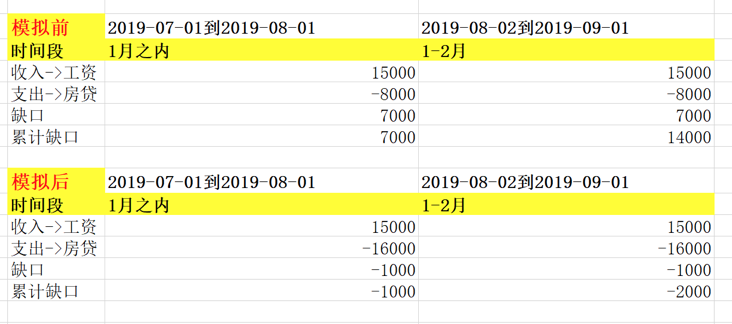 模拟前 2019-07-01到2019-08-01 2019-08-02到2019-09-01
时间段 1月之内 1-2月
收入->工资 15000 15000
支出->房贷 -8000 -8000
缺口 7000 7000
累计缺口 7000 14000
模拟后 2019-07-01到2019-08-01 2019-08-02到2019-09-01
时间段 1月之内 1-2月
收入->工资 15000 15000
支出->房贷 -16000 -16000
缺口 -1000 -1000
累计缺口 -1000 -2000